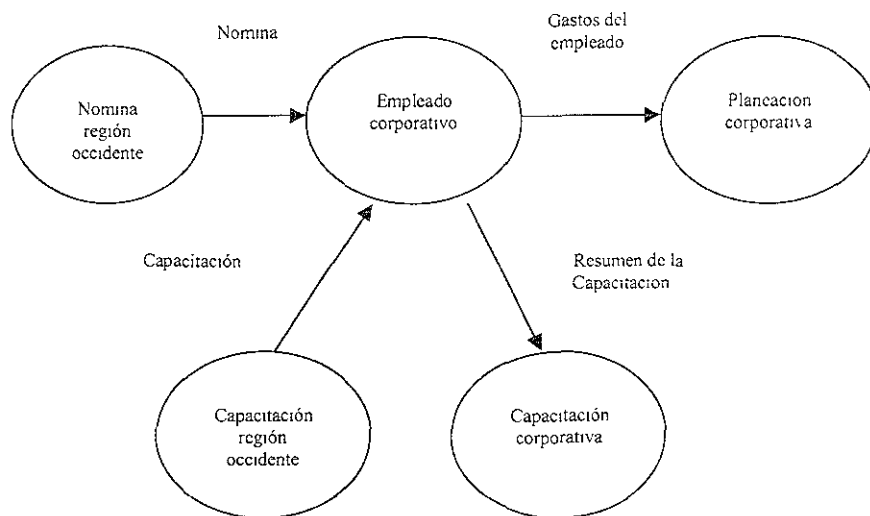 Nomina
Gastos del
empleado
Nomina
región
occidente
Empleado
corporativo
Planeacion
corporativa
Capacitación
Resumen de la
Capacitacion
Capacitación
región
occidente
Capacitación
corporativa